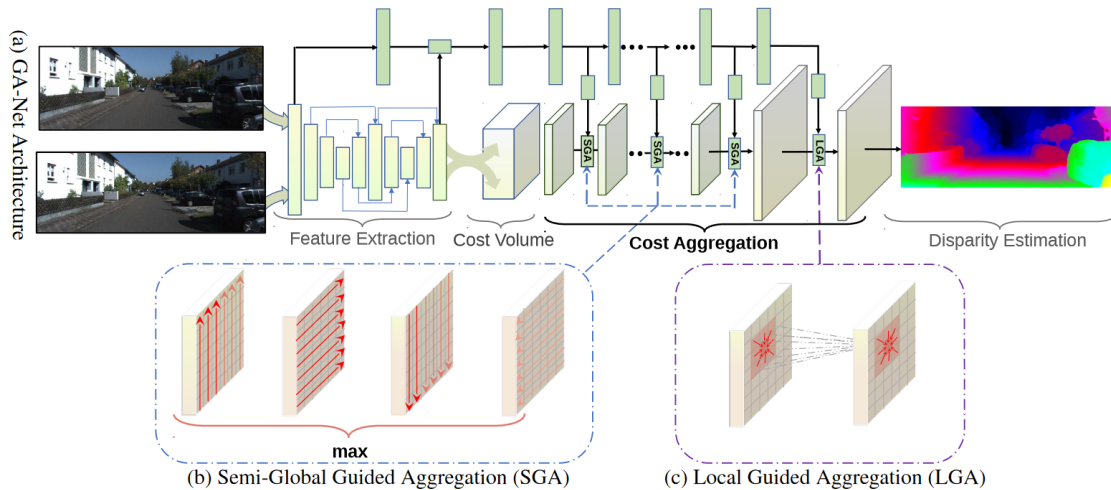 (a) GA-Net Architecture
SGA
SGA
SGA
LGA
Feature Extraction
Cost Volume
Cost Aggregation
Disparity Estimation
max
(b) Semi-Global Guided Aggregation (SGA)
(c) Local Guided Aggregation (LGA)